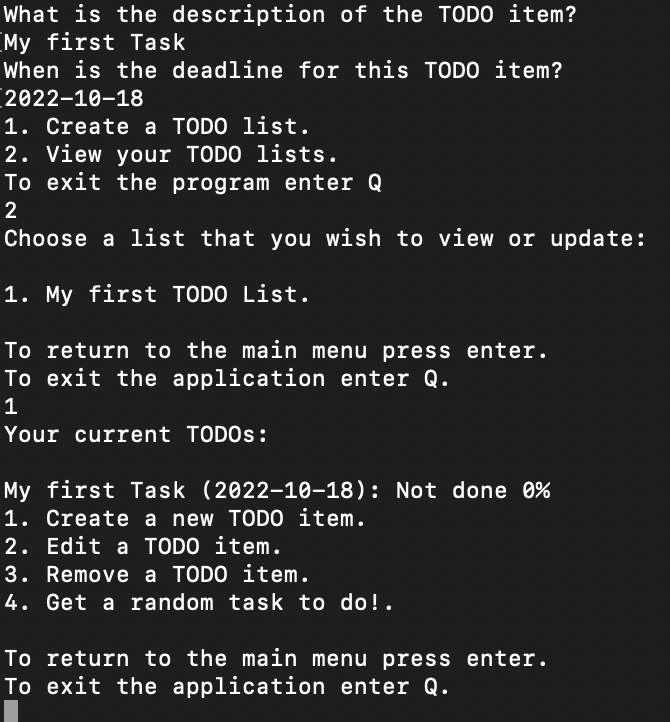 What is the description of the TODO item?
My first Task
When is the deadline for this TODO item?
2022-10-18
1. Create a TODO list.
2. View your TODO lists.
To exit the program enter Q
2
Choose a list that you wish to view or update:
1. My first TODO List.
To return to the main menu press enter.
To exit the application enter Q.
1
Your current TODOs:
My first Task (2022-10-18): Not done 0%
1. Create a new TODO item.
2. Edit a TODO item.
3. Remove a TODO item.
4. Get a random task to do!.
To return to the main menu press enter.
To exit the application enter Q.